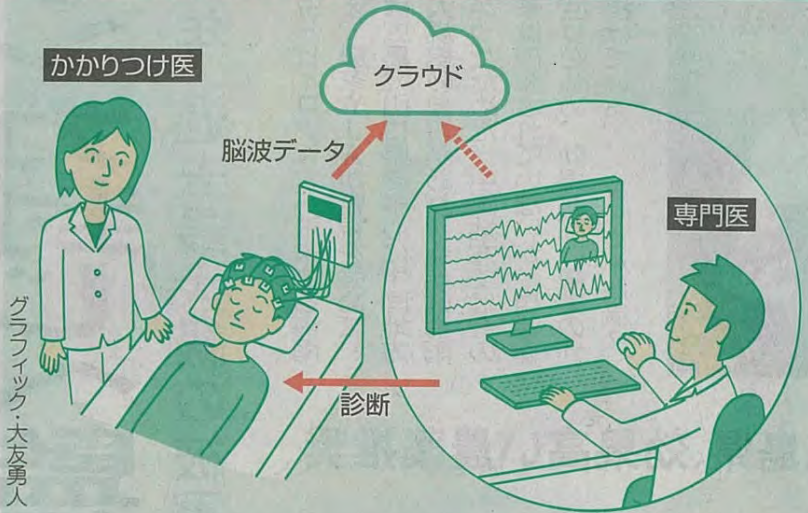 かかりつけ医
クラウド
脳波データ
専門医
診断
グラフィック・大友勇人